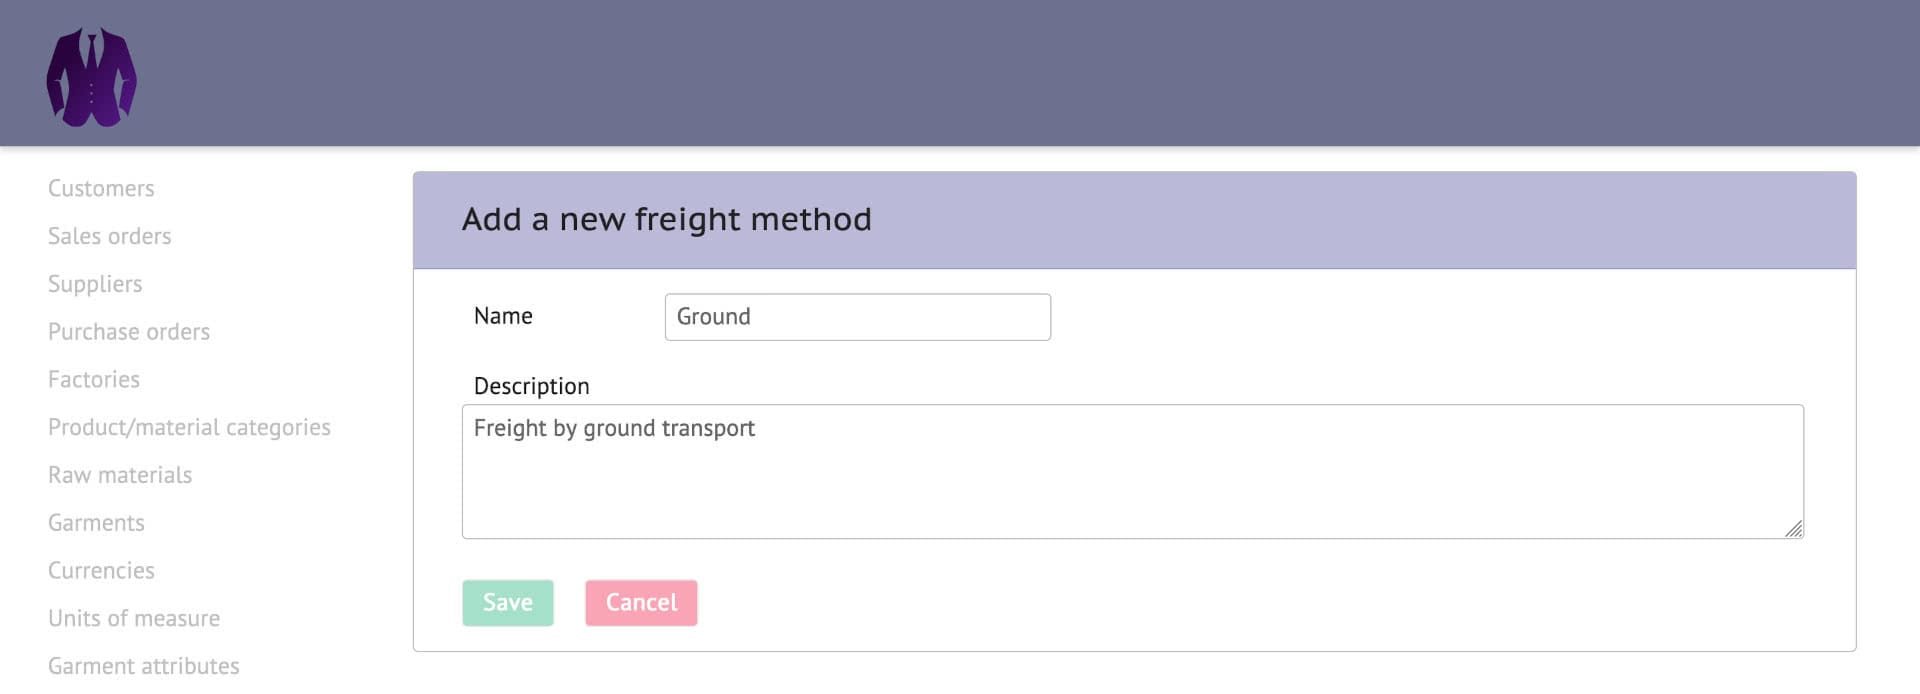 Customers
Sales orders
Suppliers
Purchase orders
Factories
Product/material categories
Raw materials
Garments
Currencies
Units of measure
Garment attributes
Add a new freight method
Name
Ground
Description
Freight by ground transport
Save
Cancel